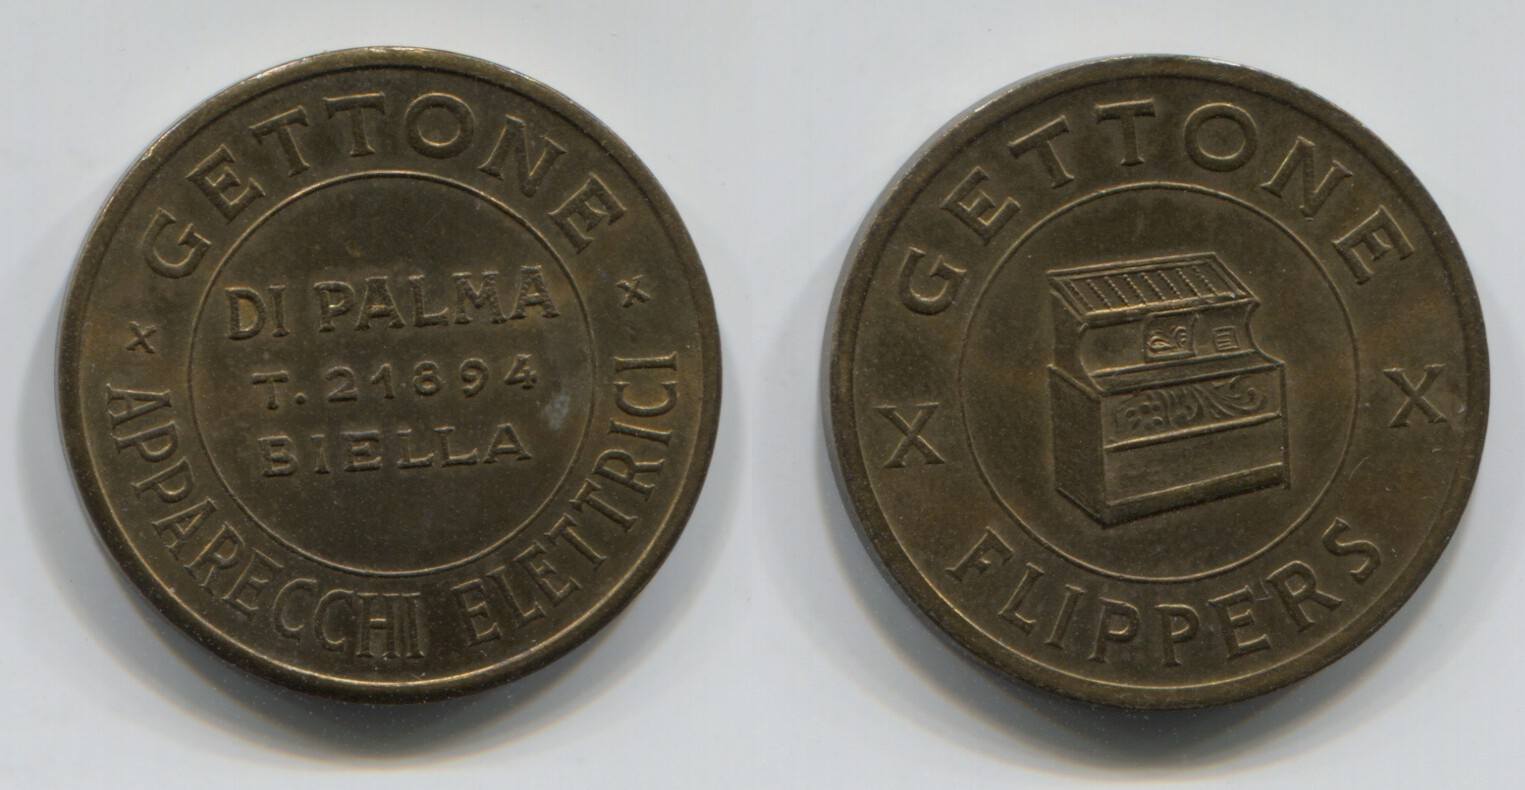 GETTONE
DI PALMA
T. 21894
BIELLA
x APPARECCHI ELETTRICI x
GETTONE
X FLIPPERS X